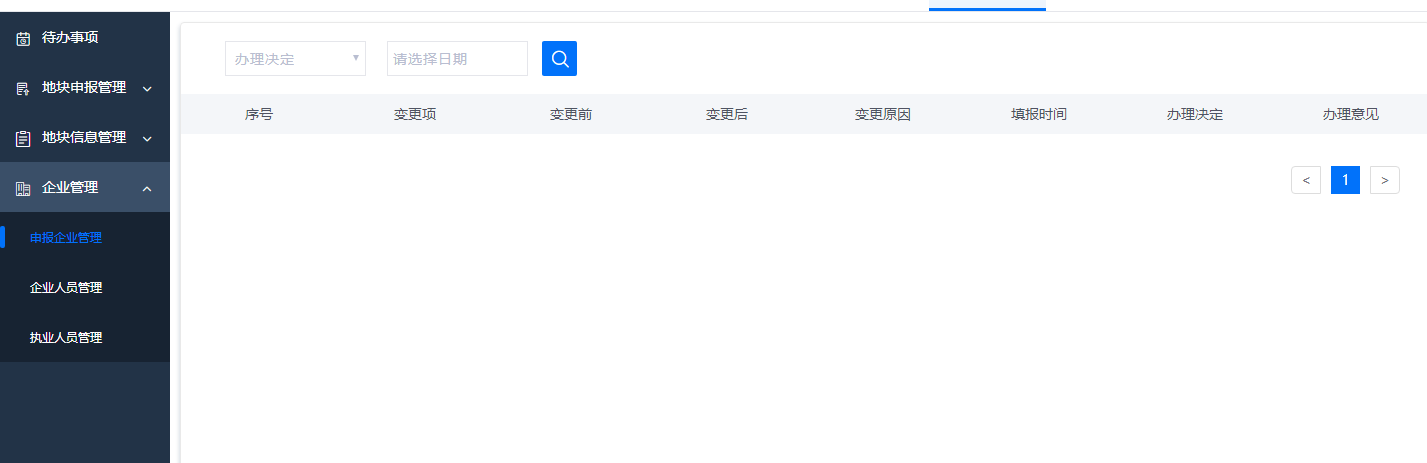 待办事项
地块申报管理
地块信息管理
企业管理
申报企业管理
企业人员管理
执业人员管理
办理决定 请选择日期
序号 变更项 变更前 变更后 变更原因 填报时间 办理决定 办理意见
< 1 >